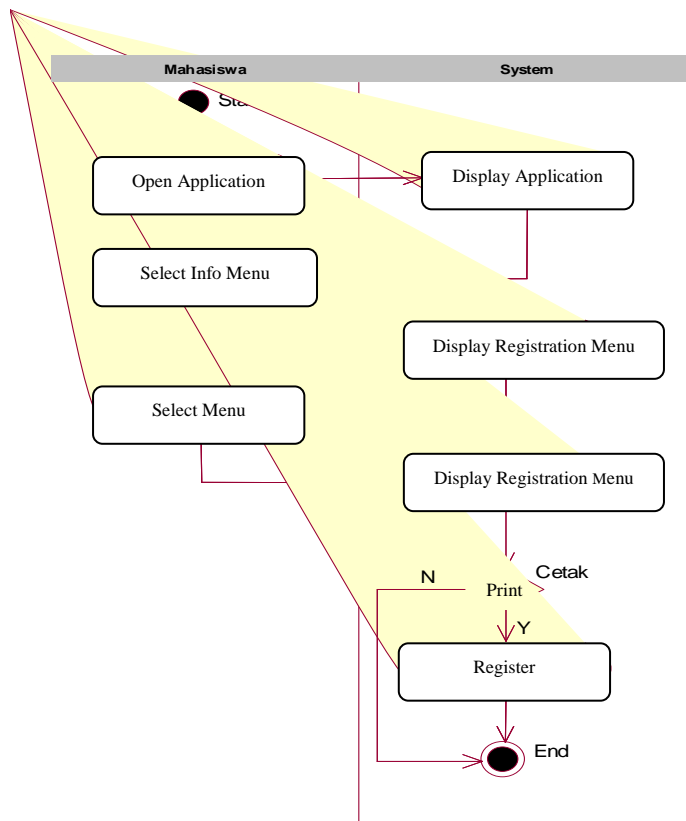 Mahasiswa System
Open Application
Display Application
Select Info Menu
Display Registration Menu
Select Menu
Display Registration Menu
Cetak
N
Print
Y
Register
End